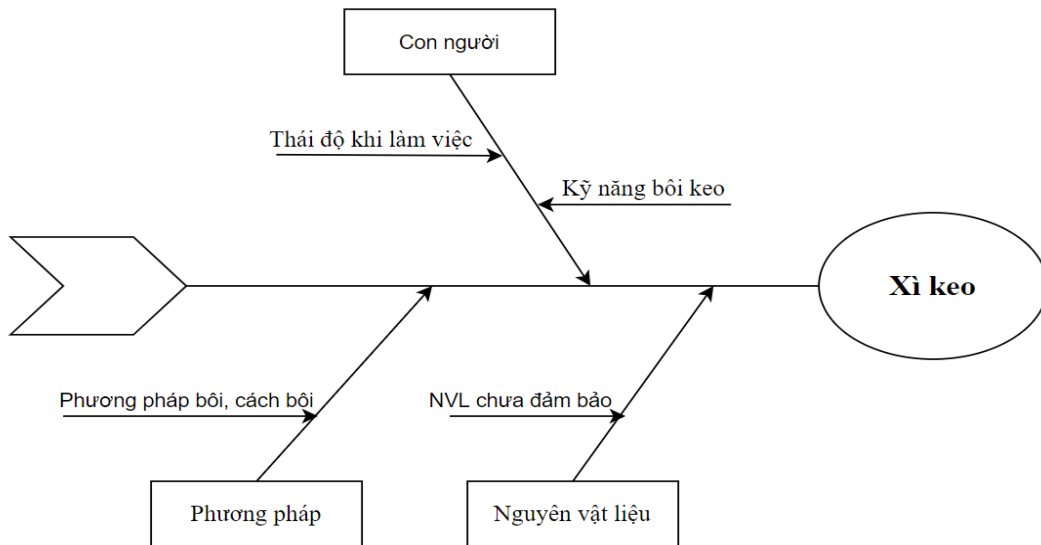 Con người
Thái độ khi làm việc
Kỹ năng bôi keo
Xì keo
Phương pháp bôi, cách bôi
NVL chưa đảm bảo
Phương pháp
Nguyên vật liệu